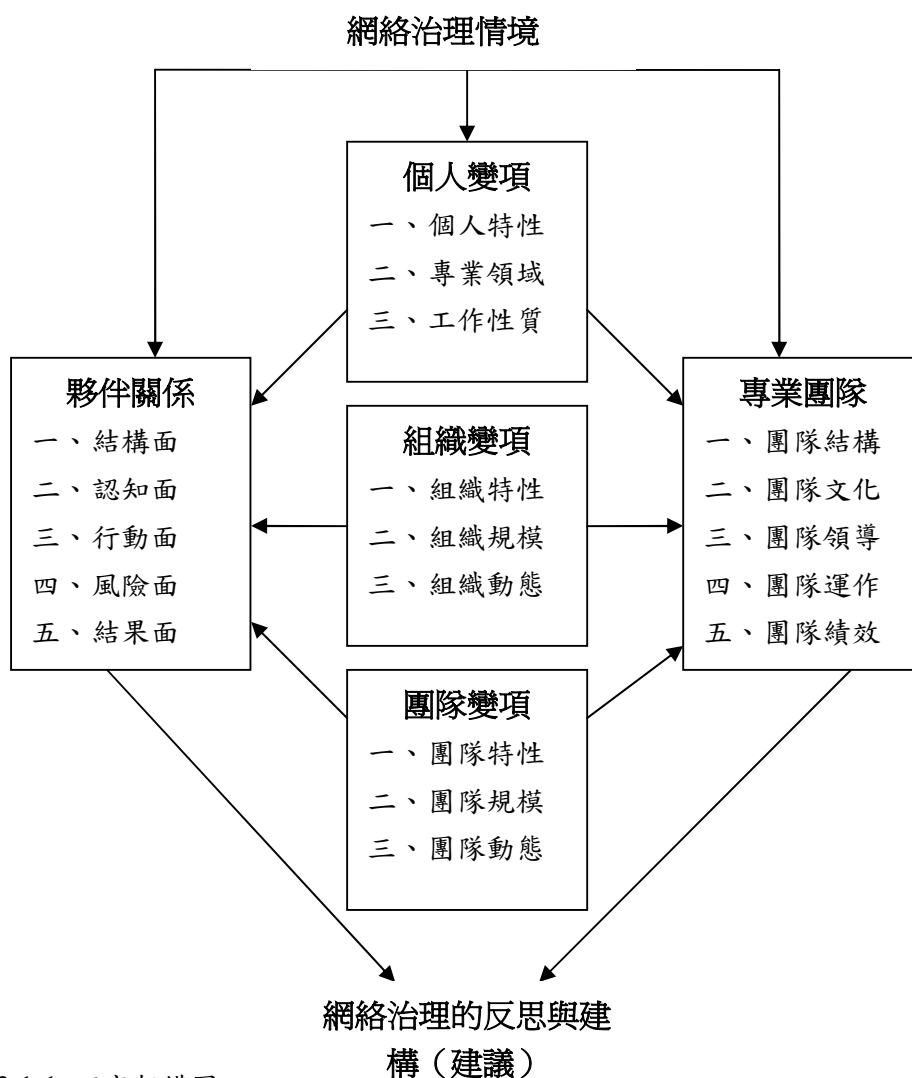 網絡治理情境
個人變項
一、個人特性
二、專業領域
三、工作性質
夥伴關係
一、結構面
二、認知面
三、行動面
四、風險面
五、結果面
組織變項
一、組織特性
二、組織規模
三、組織動態
專業團隊
一、團隊結構
二、團隊文化
三、團隊領導
四、團隊運作
五、團隊績效
團隊變項
一、團隊特性
二、團隊規模
三、團隊動態
網絡治理的反思與建
構（建議）